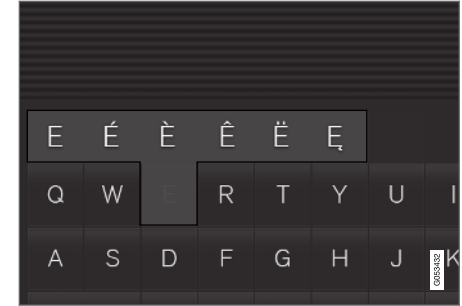 E É È Ê Ë Ę
Q W E R T Y U I
A S D F G H J K
G053432